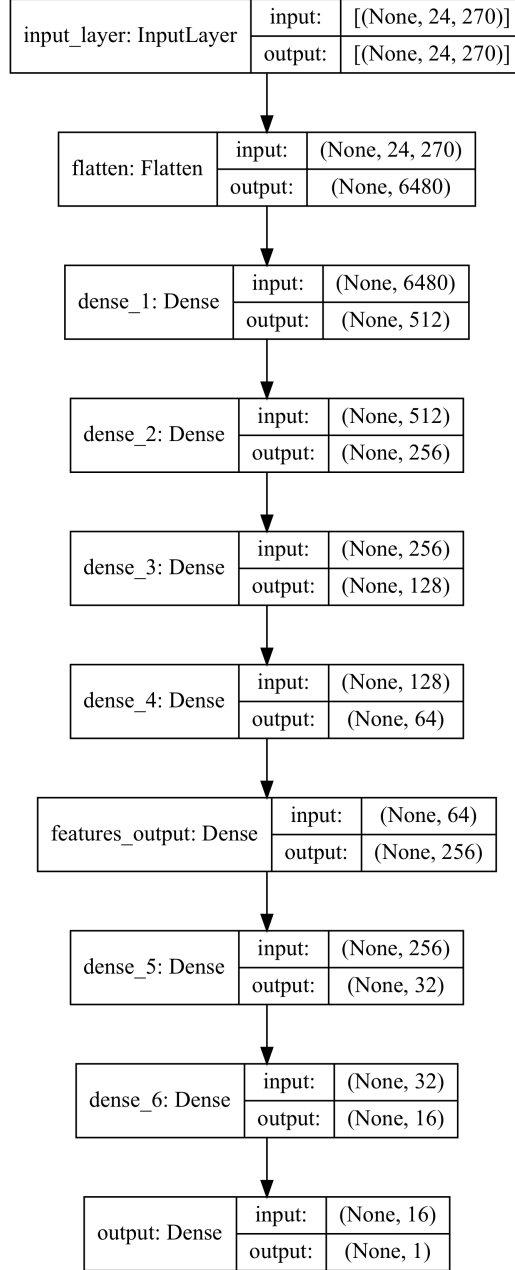 input_layer: InputLayer
input: [(None, 24, 270)]
output: [(None, 24, 270)]
flatten: Flatten
input: (None, 24, 270)
output: (None, 6480)
dense_1: Dense
input: (None, 6480)
output: (None, 512)
dense_2: Dense
input: (None, 512)
output: (None, 256)
dense_3: Dense
input: (None, 256)
output: (None, 128)
dense_4: Dense
input: (None, 128)
output: (None, 64)
features_output: Dense
input: (None, 64)
output: (None, 256)
dense_5: Dense
input: (None, 256)
output: (None, 32)
dense_6: Dense
input: (None, 32)
output: (None, 16)
output: Dense
input: (None, 16)
output: (None, 1)